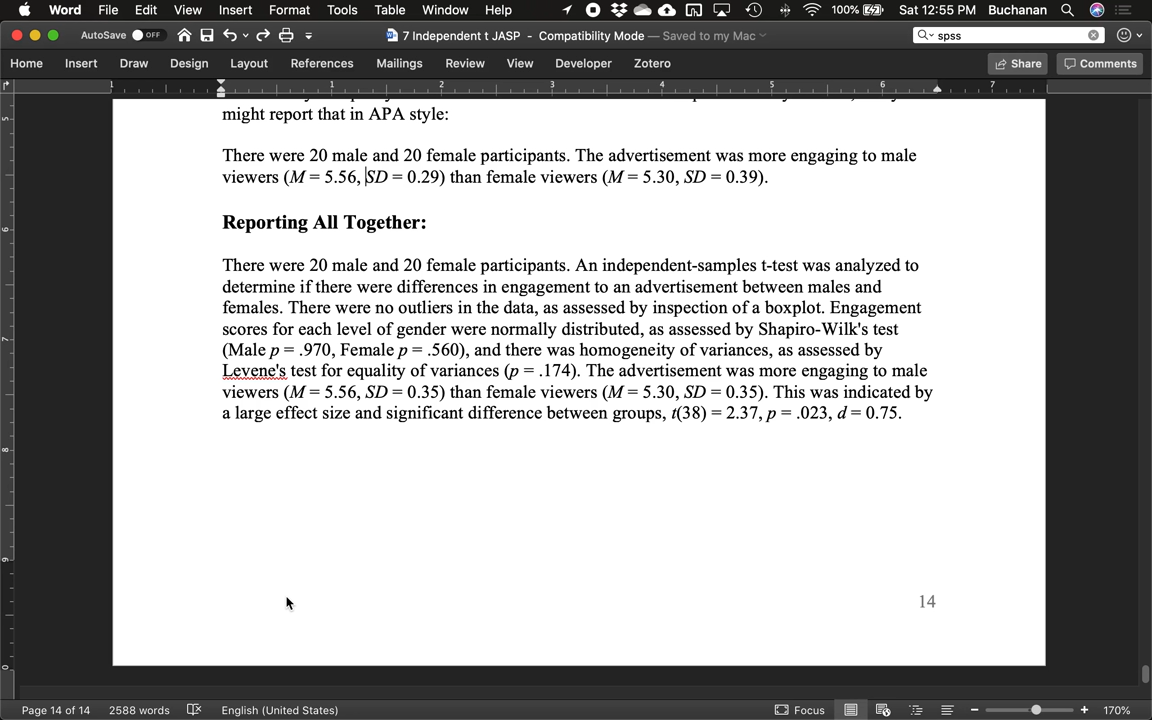 Word File Edit View Insert Format Tools Table Window Help 100% Sat 12:55 PM Buchanan
AutoSave OFF 7 Independent t JASP - Compatibility Mode — Saved to my Mac spss
Home Insert Draw Design Layout References Mailings Review View Developer Zotero Share Comments
1 1 2 3 4 5 6 7
might report that in APA style:
There were 20 male and 20 female participants. The advertisement was more engaging to male
viewers (M = 5.56, SD = 0.29) than female viewers (M = 5.30, SD = 0.39).
Reporting All Together:
There were 20 male and 20 female participants. An independent-samples t-test was analyzed to
determine if there were differences in engagement to an advertisement between males and
females. There were no outliers in the data, as assessed by inspection of a boxplot. Engagement
scores for each level of gender were normally distributed, as assessed by Shapiro-Wilk's test
(Male p = .970, Female p = .560), and there was homogeneity of variances, as assessed by
Levene's test for equality of variances (p = .174). The advertisement was more engaging to male
viewers (M = 5.56, SD = 0.35) than female viewers (M = 5.30, SD = 0.35). This was indicated by
a large effect size and significant difference between groups, t(38) = 2.37, p = .023, d = 0.75.
14
Page 14 of 14 2588 words English (United States) Focus 170%